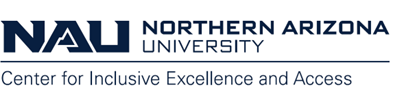 NAU NORTHERN ARIZONA
UNIVERSITY
Center for Inclusive Excellence and Access